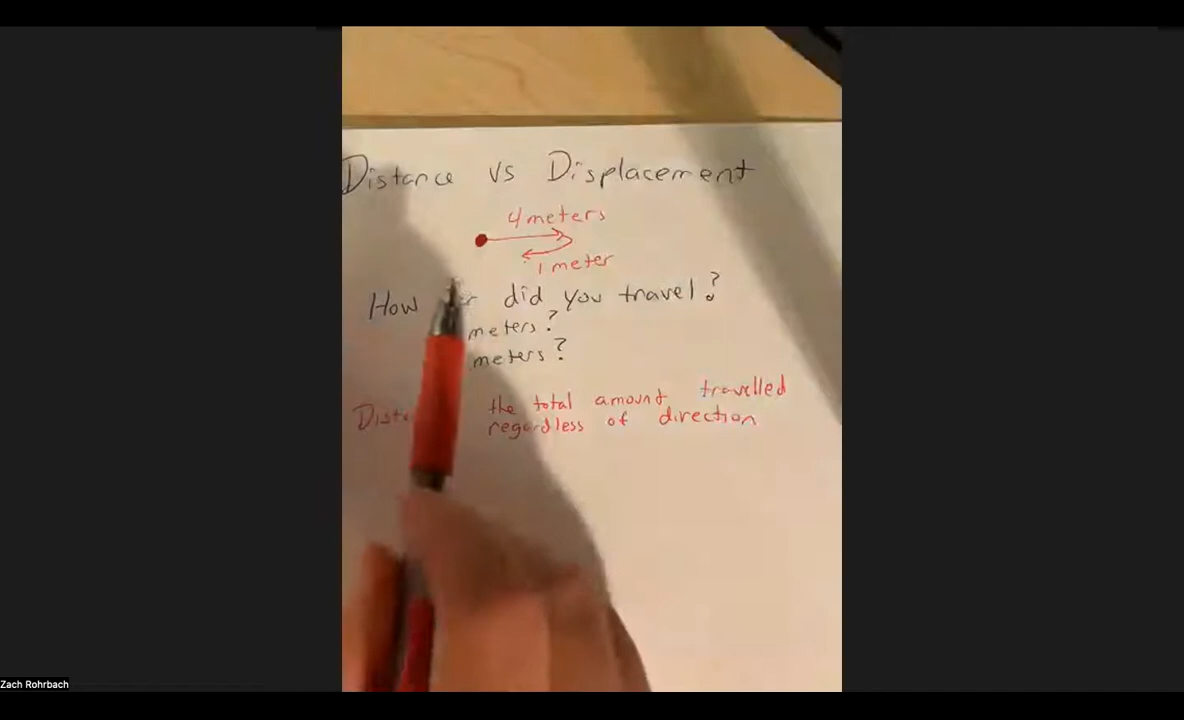 Distance vs Displacement
4 meters
1 meter
How did you travel?
meters?
meters?
the total amount travelled
regardless of direction
Zach Rohrbach